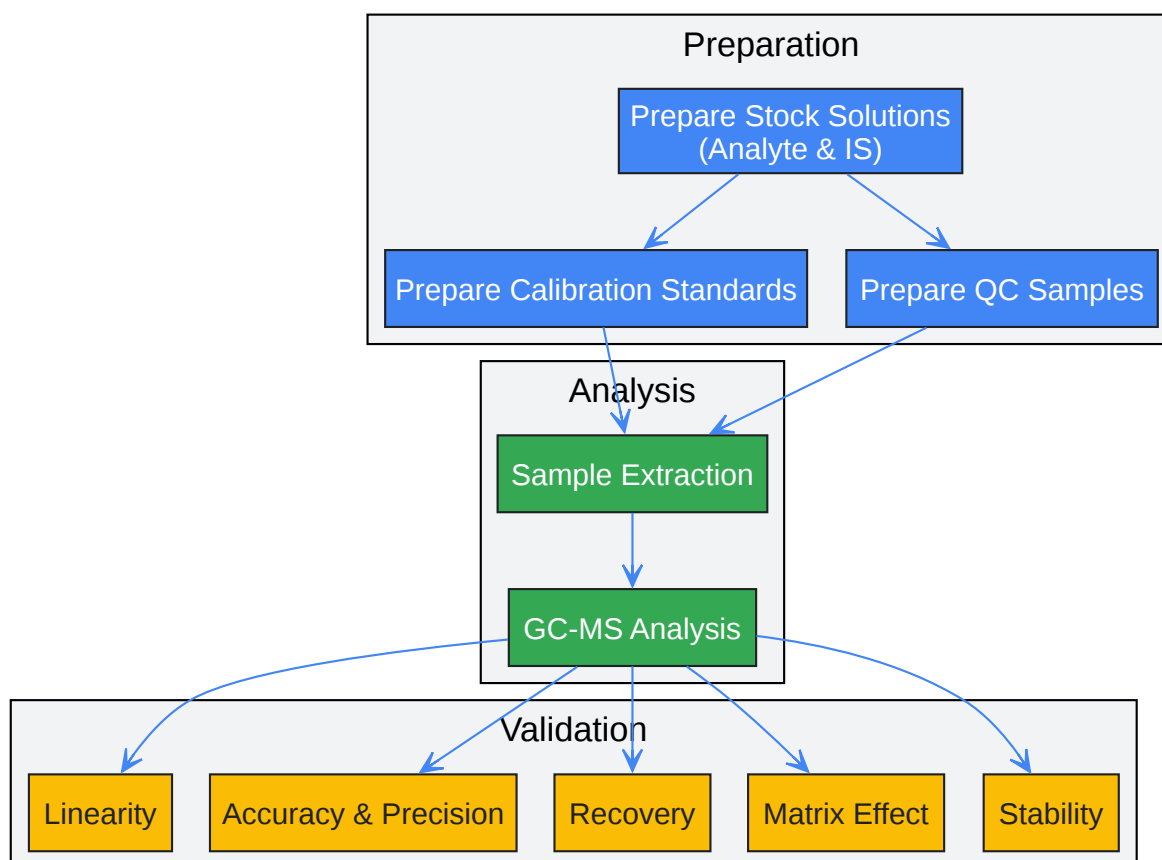 Preparation
Prepare Stock Solutions
(Analyte & IS)
Prepare Calibration Standards
Prepare QC Samples
Analysis
Sample Extraction
GC-MS Analysis
Validation
Linearity
Accuracy & Precision
Recovery
Matrix Effect
Stability